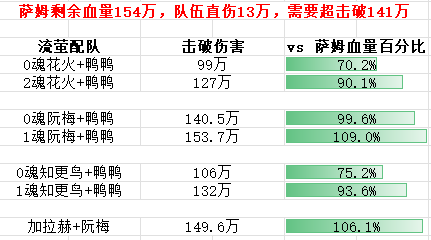 萨姆剩余血量154万，队伍直伤13万，需要超击破141万
流萤配队 击破伤害 vs 萨姆血量百分比
0魂花火+鸭鸭 99万 70.2%
2魂花火+鸭鸭 127万 90.1%
0魂阮梅+鸭鸭 140.5万 99.6%
1魂阮梅+鸭鸭 153.7万 109.0%
0魂知更鸟+鸭鸭 106万 75.2%
1魂知更鸟+鸭鸭 132万 93.6%
加拉赫+阮梅 149.6万 106.1%